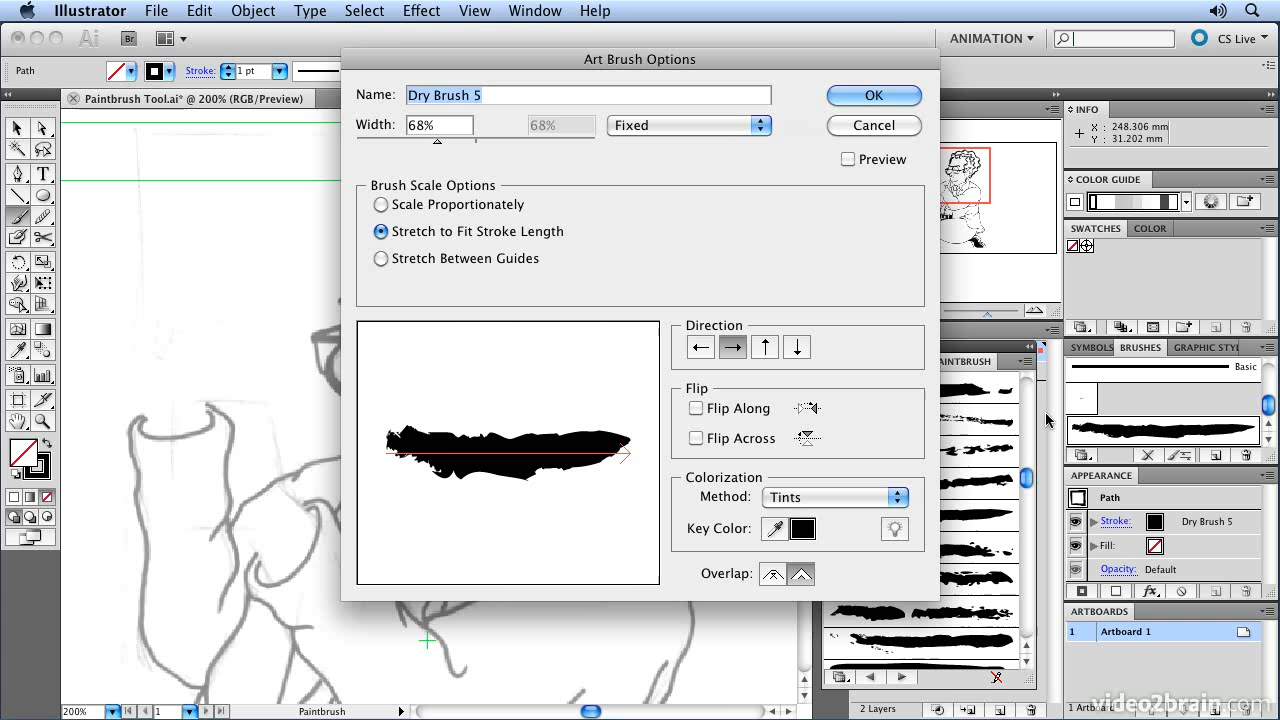 Illustrator File Edit Object Type Select Effect View Window Help
Ai Br ANIMATION CS Live
Path Stroke: 1 pt
Paintbrush Tool.ai* @ 200% (RGB/Preview)
Art Brush Options
Name: Dry Brush 5 OK
Width: 68% 68% Fixed Cancel
Preview
Brush Scale Options
Scale Proportionately
Stretch to Fit Stroke Length
Stretch Between Guides
Direction
Flip
Flip Along
Flip Across
Colorization
Method: Tints
Key Color:
Overlap:
INFO
X : 248.306 mm
Y : 31.202 mm
COLOR GUIDE
SWATCHES COLOR
SYMBOLS BRUSHES GRAPHIC STYL
Basic
AINTBRUSH
APPEARANCE
Path
Stroke: Dry Brush 5
Fill:
Opacity: Default
ARTBOARDS
1 Artboard 1
200% 1 Paintbrush
2 Layers
1 Artb
video2brain.com